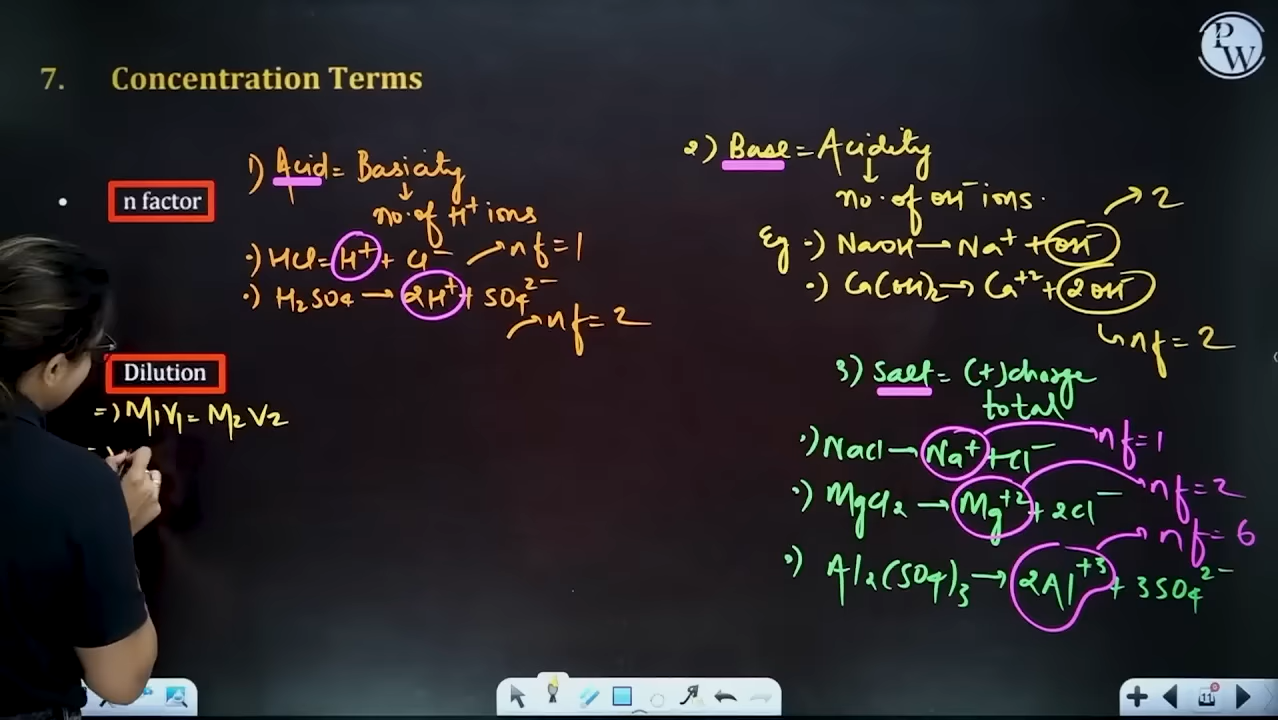 7. Concentration Terms
PW
• n factor
1) Acid = Basicity
↓
no. of H⁺ ions
•) HCl = H⁺ + Cl⁻ → nf = 1
•) H₂SO₄ → 2H⁺ + SO₄²⁻
→ nf = 2
2) Base = Acidity
↓
no. of OH⁻ ions.
→ 2
Eg •) NaOH → Na⁺ + OH⁻
•) Ca(OH)₂ → Ca⁺² + 2OH⁻
↳ nf = 2
3) Salt = (+) charge
total
•) NaCl → Na⁺ + Cl⁻ → nf = 1
•) MgCl₂ → Mg⁺² + 2Cl⁻ → nf = 2
→ nf = 6
•) Al₂(SO₄)₃ → 2Al⁺³ + 3SO₄²⁻
Dilution
⇒) M₁V₁ = M₂V₂
11